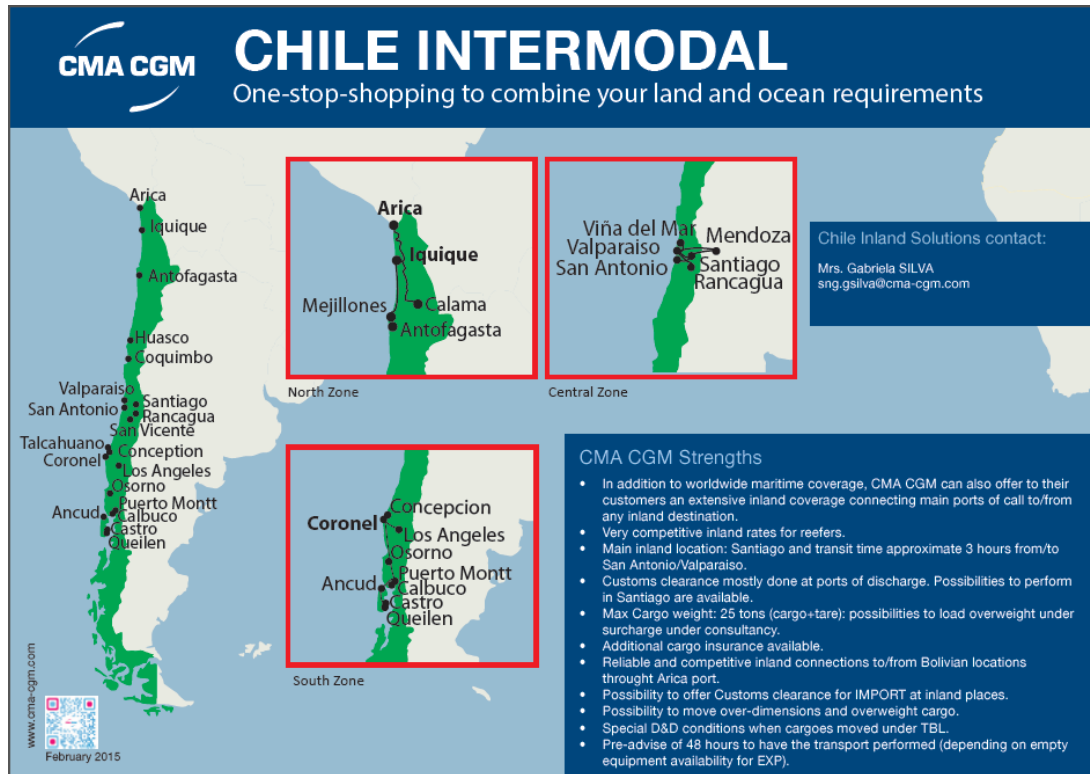 CMA CGM
CHILE INTERMODAL
One-stop-shopping to combine your land and ocean requirements
Arica
Iquique
Antofagasta
Huasco
Coquimbo
Valparaiso
San Antonio
Santiago
Rancagua
San Vicente
Talcahuano
Coronel
Conception
Los Angeles
Osorno
Puerto Montt
Ancud
Calbuco
Castro
Queilen
Arica
Iquique
Mejillones
Calama
Antofagasta
North Zone
Viña del Mar
Valparaiso
San Antonio
Mendoza
Santiago
Rancagua
Central Zone
Chile Inland Solutions contact:
Mrs. Gabriela SILVA
sng.gsilva@cma-cgm.com
Concepcion
Coronel
Los Angeles
Osorno
Puerto Montt
Ancud
Calbuco
Castro
Queilen
South Zone
CMA CGM Strengths
• In addition to worldwide maritime coverage, CMA CGM can also offer to their
customers an extensive inland coverage connecting main ports of call to/from
any inland destination.
• Very competitive inland rates for reefers.
• Main inland location: Santiago and transit time approximate 3 hours from/to
San Antonio/Valparaiso.
• Customs clearance mostly done at ports of discharge. Possibilities to perform
in Santiago are available.
• Max Cargo weight: 25 tons (cargo+tare): possibilities to load overweight under
surcharge under consultancy.
• Additional cargo insurance available.
• Reliable and competitive inland connections to/from Bolivian locations
throught Arica port.
• Possibility to offer Customs clearance for IMPORT at inland places.
• Possibility to move over-dimensions and overweight cargo.
• Special D&D conditions when cargoes moved under TBL.
• Pre-advise of 48 hours to have the transport performed (depending on empty
equipment availability for EXP).
www.cma-cgm.com
February 2015